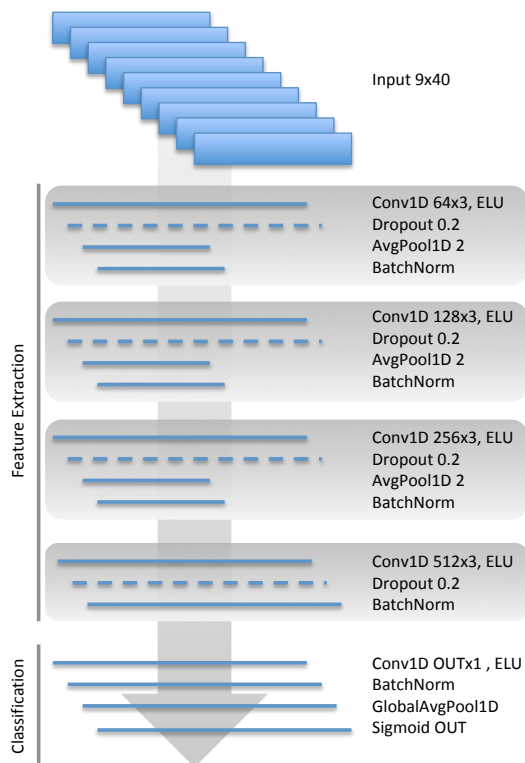 Input 9x40
Feature Extraction
Conv1D 64x3, ELU
Dropout 0.2
AvgPool1D 2
BatchNorm
Conv1D 128x3, ELU
Dropout 0.2
AvgPool1D 2
BatchNorm
Conv1D 256x3, ELU
Dropout 0.2
AvgPool1D 2
BatchNorm
Conv1D 512x3, ELU
Dropout 0.2
BatchNorm
Classification
Conv1D OUTx1 , ELU
BatchNorm
GlobalAvgPool1D
Sigmoid OUT